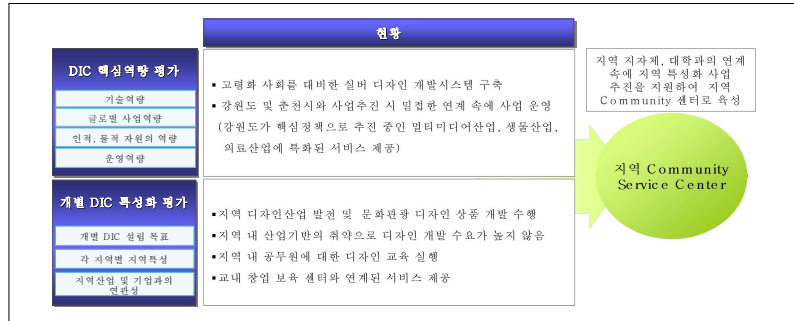 현황
DIC 핵심역량 평가
기술역량
글로벌 사업역량
인적, 물적 자원의 역량
운영역량
▪ 고령화 사회를 대비한 실버 디자인 개발시스템 구축
▪ 강원도 및 춘천시와 사업추진 시 밀접한 연계 속에 사업 운영
(강원도가 핵심정책으로 추진 중인 멀티미디어산업, 생물산업,
의료산업에 특화된 서비스 제공)
개별 DIC 특성화 평가
개별 DIC 설립 목표
각 지역별 지역특성
지역산업 및 기업과의
연관성
▪지역 디자인산업 발전 및 문화관광 디자인 상품 개발 수행
▪지역 내 산업기반의 취약으로 디자인 개발 수요가 높지 않음
▪지역 내 공무원에 대한 디자인 교육 실행
▪교내 창업 보육 센터와 연계된 서비스 제공
지역 지자체, 대학과의 연계
속에 지역 특성화 사업
추진을 지원하여 지역
Community 센터로 육성
지역 Community
Service Center